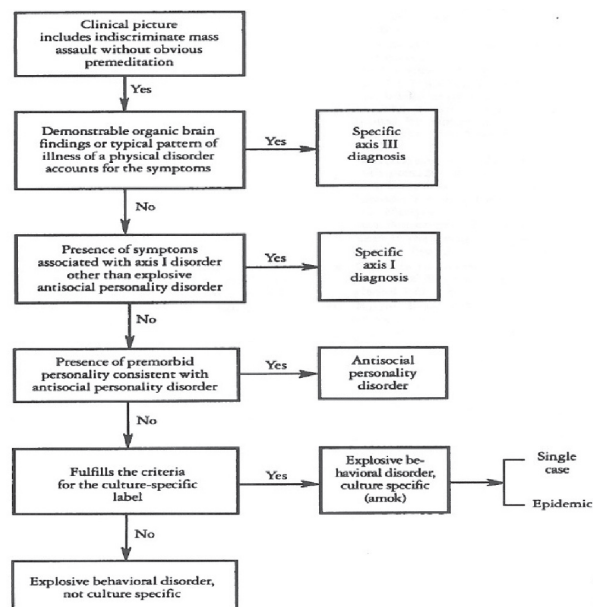 Clinical picture
includes indiscriminate mass
assault without obvious
premeditation
Yes
Demonstrable organic brain
findings or typical pattern of
illness of a physical disorder
accounts for the symptoms
Yes
Specific
axis III
diagnosis
No
Presence of symptoms
associated with axis I disorder
other than explosive
antisocial personality disorder
Yes
Specific
axis I
diagnosis
No
Presence of premorbid
personality consistent with
antisocial personality disorder
Yes
Antisocial
personality
disorder
No
Fulfills the criteria
for the culture-specific
label
Yes
Explosive be-
havioral disorder,
culture specific
(amok)
Single
case
Epidemic
No
Explosive behavioral disorder,
not culture specific